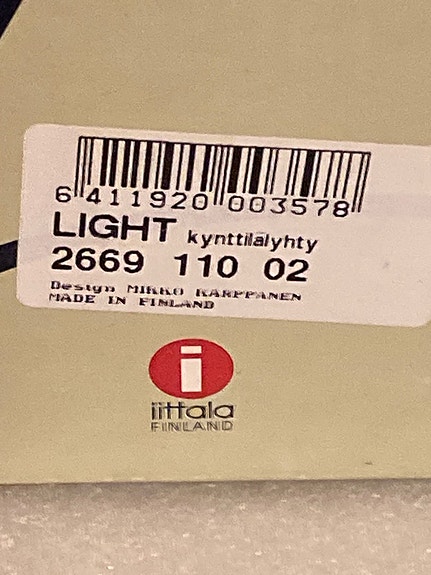 6 411920 003578
LIGHT kynttilälyhty
2669 110 02
Design MIKKO KARPPANEN
MADE IN FINLAND
i
iittala
FINLAND